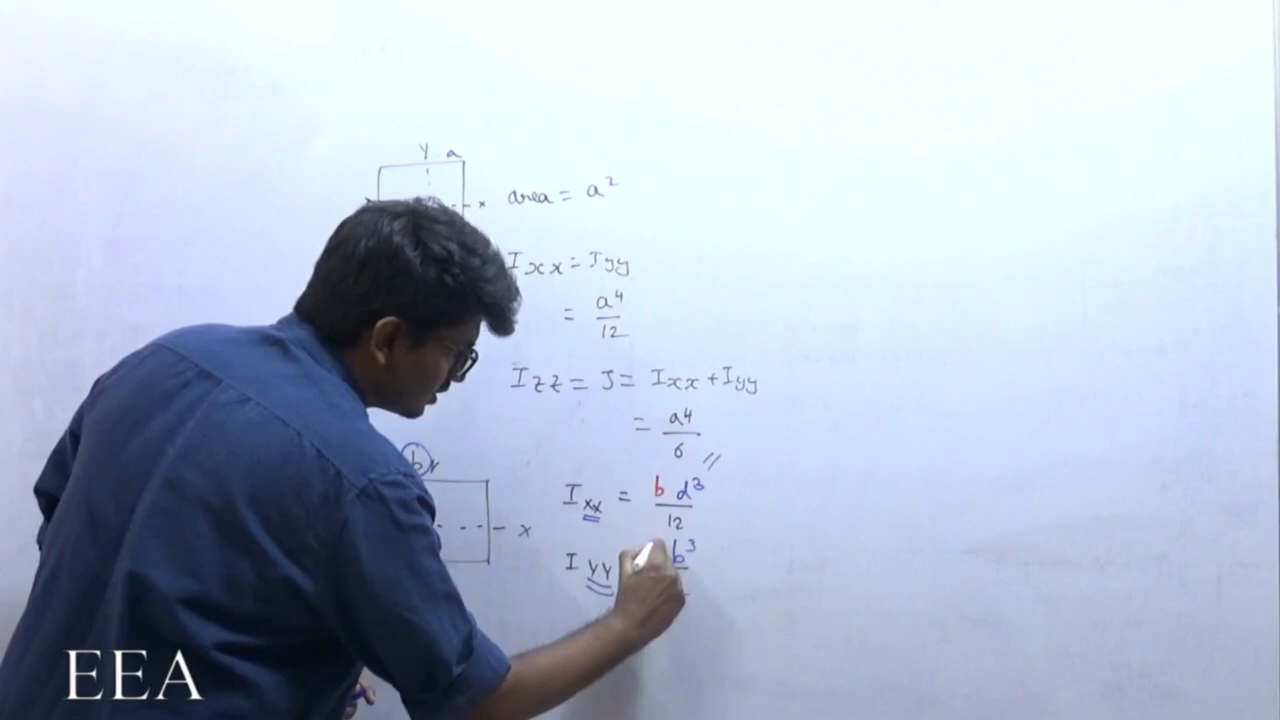 Y a
x area = a²
Ixx = Iyy
= a⁴/12
Izz = J = Ixx + Iyy
= a⁴/6 //
b Y
Ixx = b d³/12
x
Iyy b³
EEA